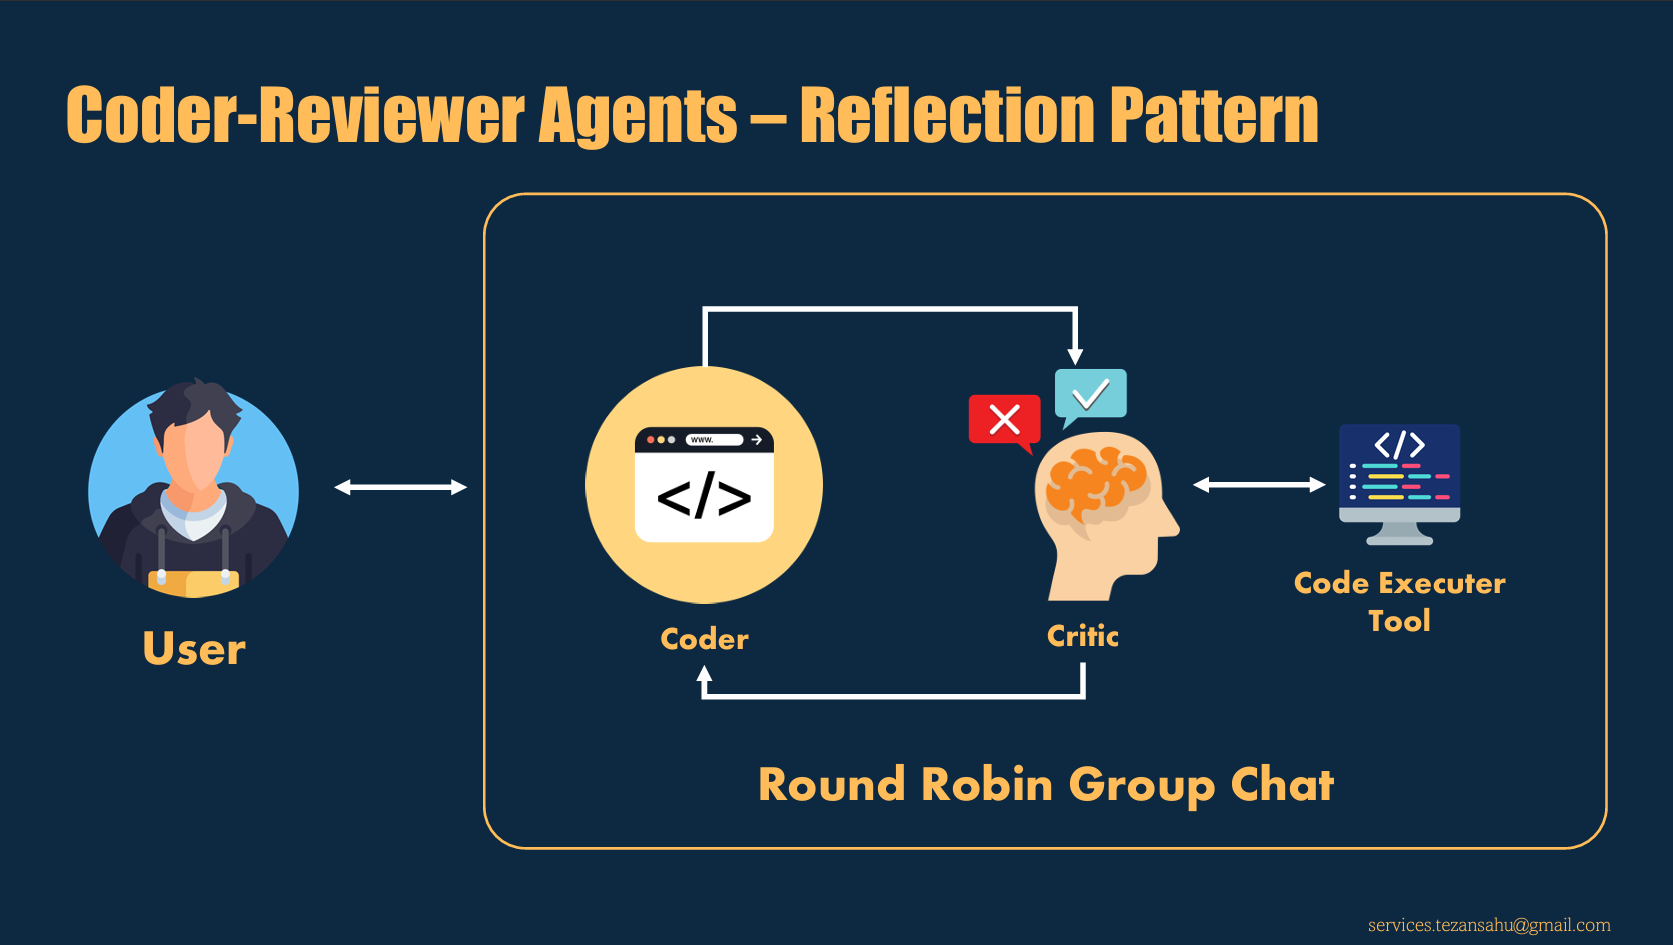 Coder-Reviewer Agents – Reflection Pattern
www.
</>
</>
User
Coder
Critic
Code Executer
Tool
Round Robin Group Chat
services.tezansahu@gmail.com